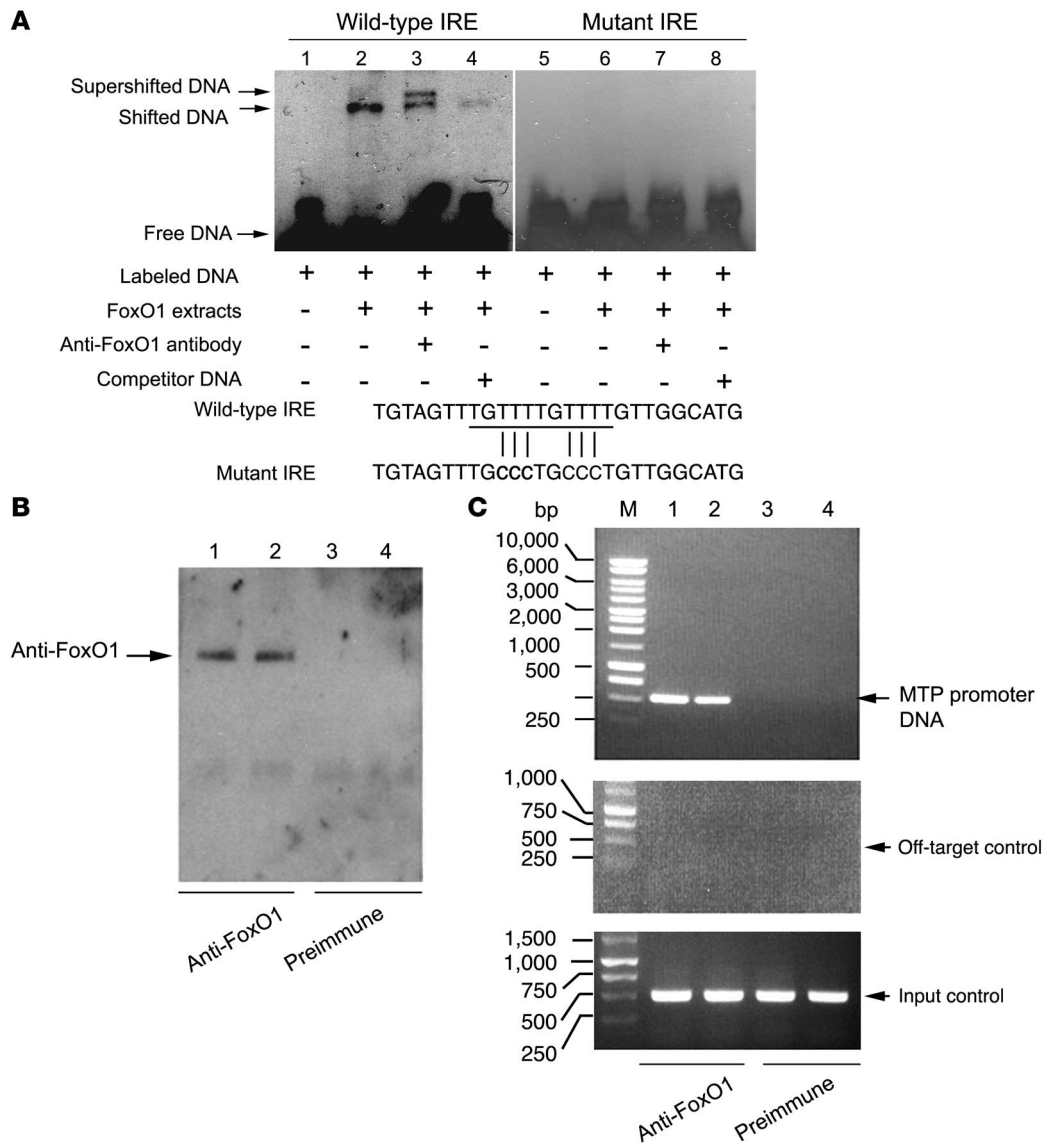 A
Wild-type IRE Mutant IRE
1 2 3 4 5 6 7 8
Supershifted DNA
Shifted DNA
Free DNA
Labeled DNA + + + + + + + +
FoxO1 extracts - + + + - + + +
Anti-FoxO1 antibody - - + - - - + -
Competitor DNA - - - + - - - +
Wild-type IRE TGTAGTTTGTTTTGTTTTGTTGGCATG
Mutant IRE TGTAGTTTGCCCTGCCCTGTTGGCATG
B
1 2 3 4
Anti-FoxO1
Anti-FoxO1 Preimmune
C
bp M 1 2 3 4
10,000
6,000
3,000
2,000
1,000
500
250
MTP promoter
DNA
1,000
750
500
250
Off-target control
1,500
1,000
750
500
250
Input control
Anti-FoxO1 Preimmune